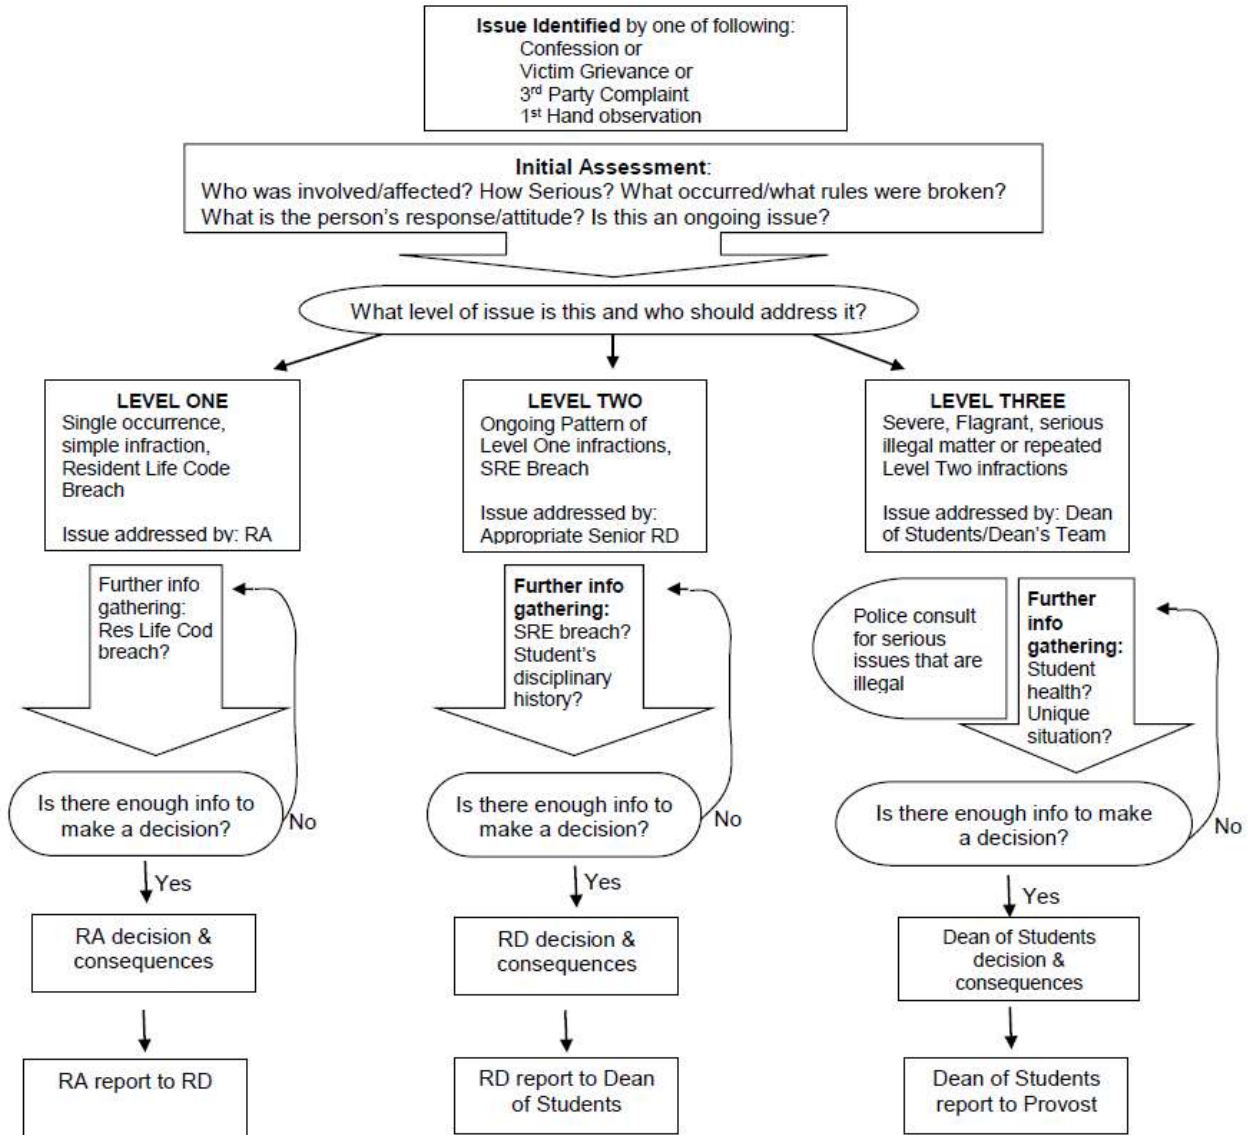 Issue Identified by one of following:
Confession or
Victim Grievance or
3rd Party Complaint
1st Hand observation
Initial Assessment:
Who was involved/affected? How Serious? What occurred/what rules were broken?
What is the person's response/attitude? Is this an ongoing issue?
What level of issue is this and who should address it?
LEVEL ONE
Single occurrence,
simple infraction,
Resident Life Code
Breach
Issue addressed by: RA
LEVEL TWO
Ongoing Pattern of
Level One infractions,
SRE Breach
Issue addressed by:
Appropriate Senior RD
LEVEL THREE
Severe, Flagrant, serious
illegal matter or repeated
Level Two infractions
Issue addressed by: Dean
of Students/Dean's Team
Further info
gathering:
Res Life Cod
breach?
Further info
gathering:
SRE breach?
Student's
disciplinary
history?
Police consult
for serious
issues that are
illegal
Further
info
gathering:
Student
health?
Unique
situation?
Is there enough info to
make a decision?
No
Is there enough info to
make a decision?
No
Is there enough info to make
a decision?
No
Yes
Yes
Yes
RA decision &
consequences
RD decision &
consequences
Dean of Students
decision &
consequences
RA report to RD
RD report to Dean
of Students
Dean of Students
report to Provost